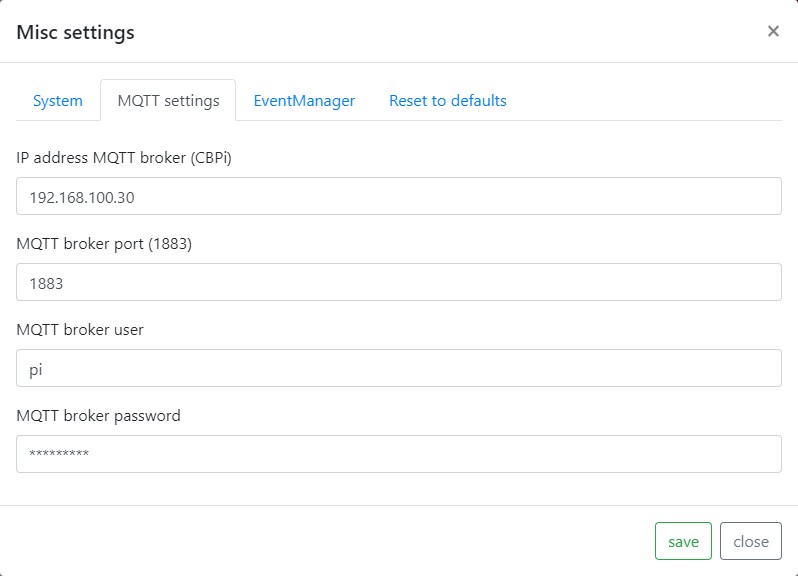 Misc settings ×
System MQTT settings EventManager Reset to defaults
IP address MQTT broker (CBPi)
192.168.100.30
MQTT broker port (1883)
1883
MQTT broker user
pi
MQTT broker password
*********
save close